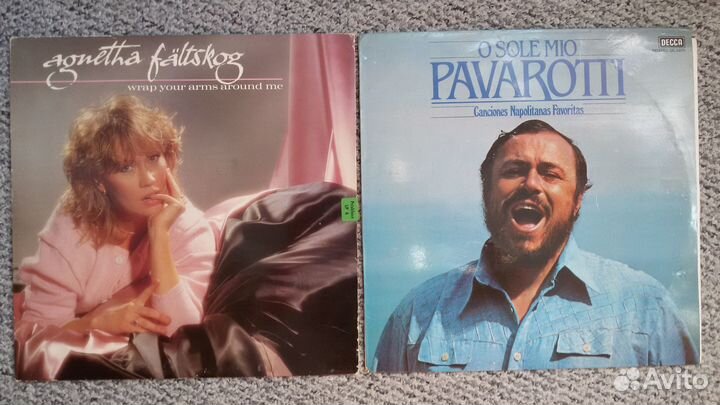 agnetha fältskog
wrap your arms around me
O SOLE MIO
PAVAROTTI
Canciones Napolitanas Favoritas
DECCA
Avito